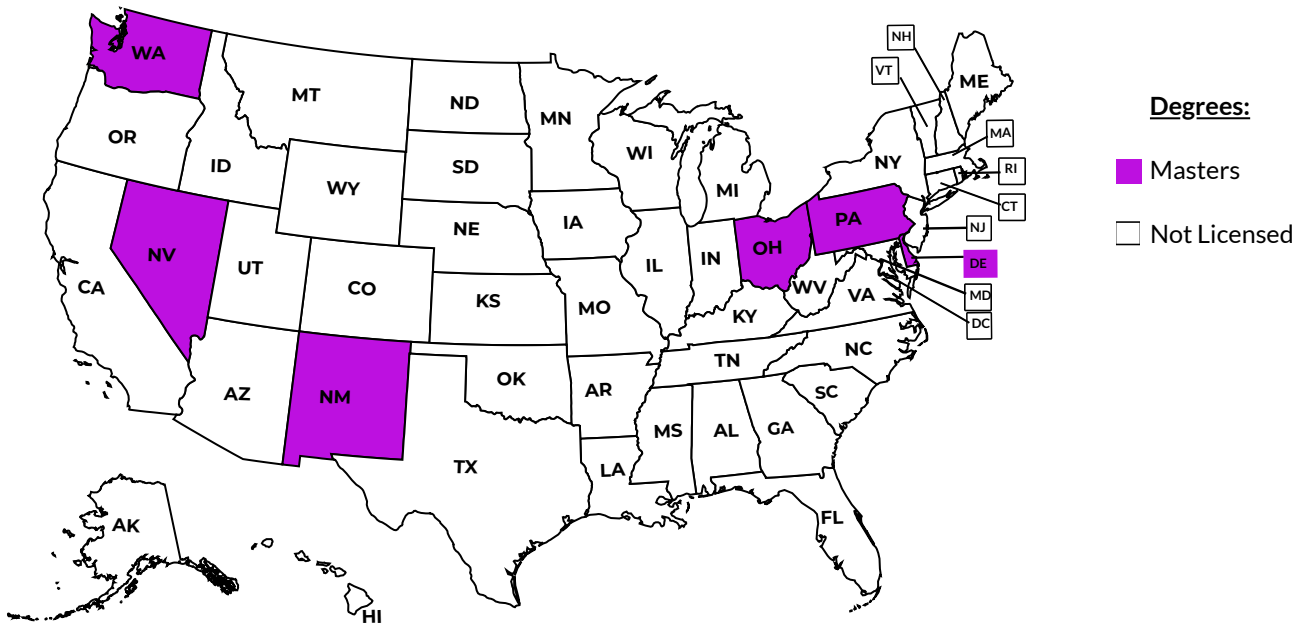 WA
MT
ND
MN
OR
ID
WY
SD
WI
MI
NY
VT
NH
ME
MA
RI
CT
NJ
DE
MD
DC
NV
UT
CO
NE
IA
IL
IN
OH
PA
CA
KS
MO
KY
WV
VA
AZ
NM
OK
AR
TN
NC
SC
TX
LA
MS
AL
GA
FL
AK
HI
Degrees:
Masters
Not Licensed